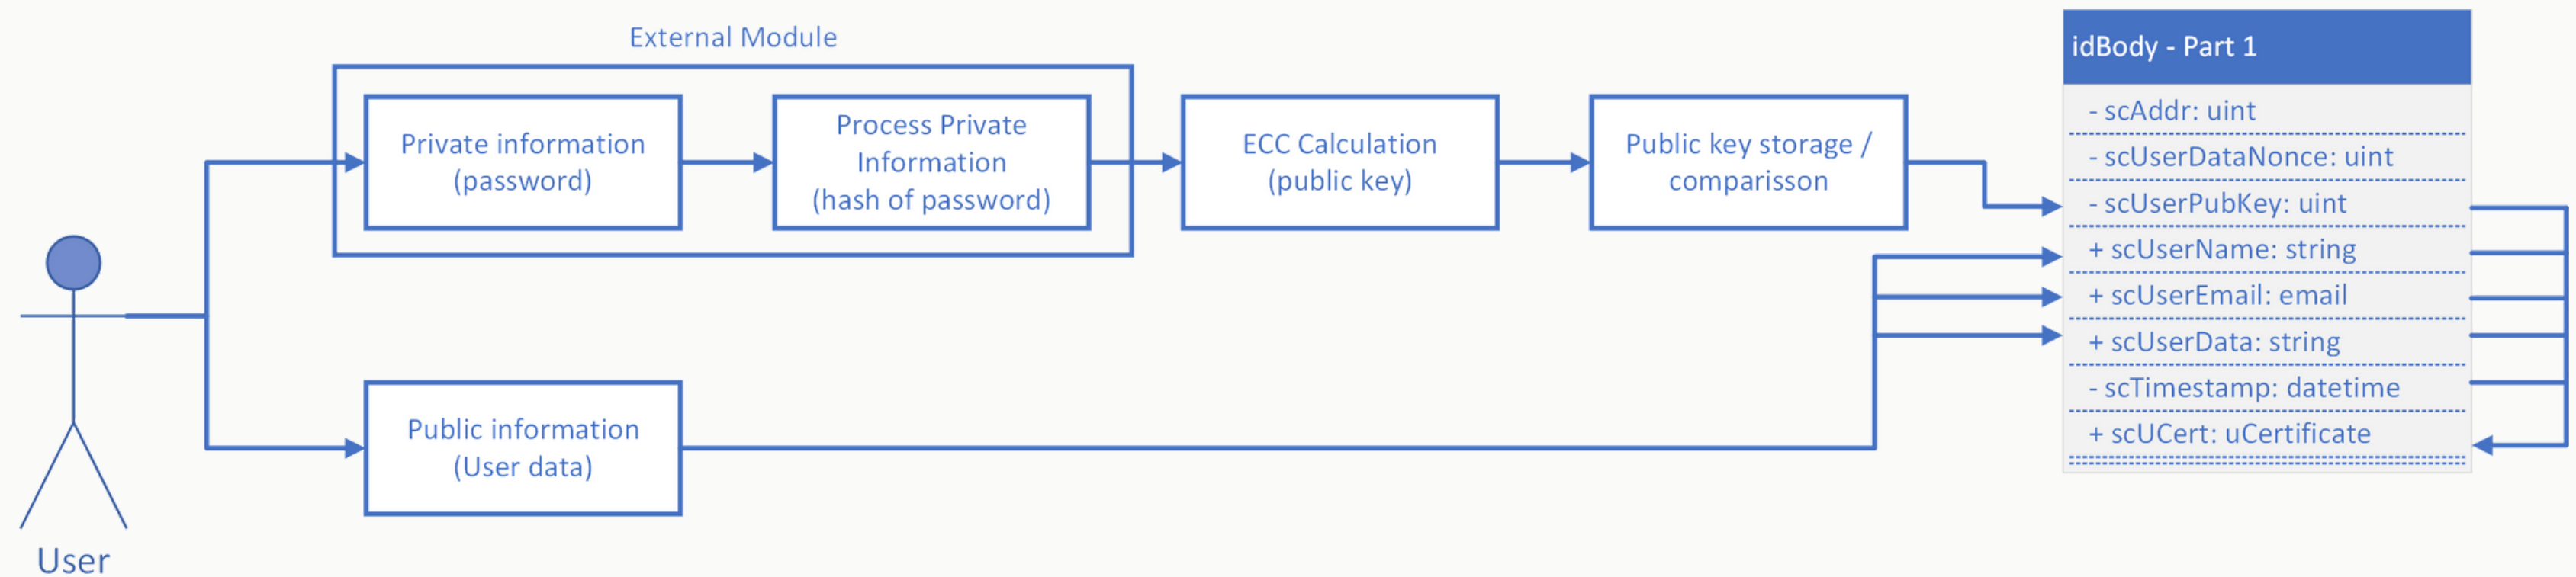 External Module
Private information
(password)
Process Private
Information
(hash of password)
ECC Calculation
(public key)
Public key storage /
comparisson
Public information
(User data)
User
idBody - Part 1
- scAddr: uint
- scUserDataNonce: uint
- scUserPubKey: uint
+ scUserName: string
+ scUserEmail: email
+ scUserData: string
- scTimestamp: datetime
+ scUCert: uCertificate